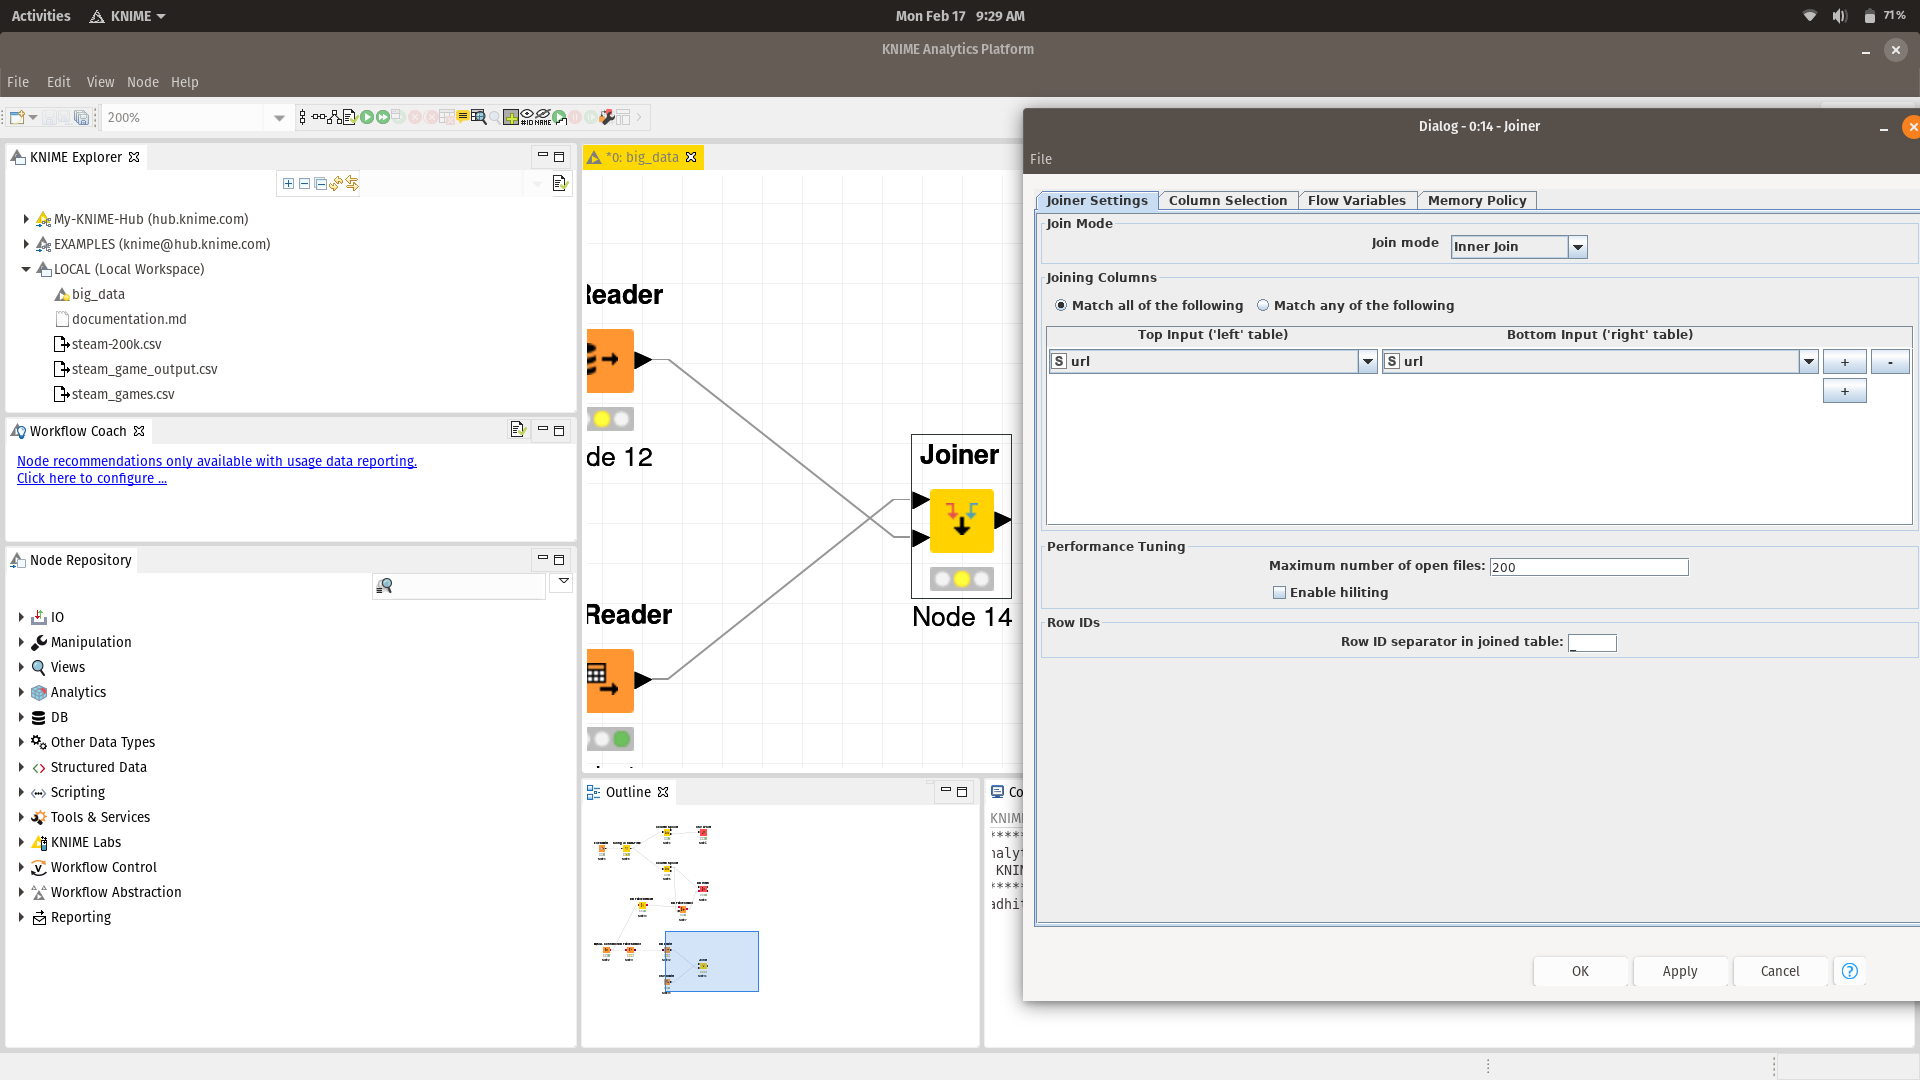 Activities
KNIME
Mon Feb 17 9:29 AM
71%
KNIME Analytics Platform
File Edit View Node Help
200%
KNIME Explorer
My-KNIME-Hub (hub.knime.com)
EXAMPLES (knime@hub.knime.com)
LOCAL (Local Workspace)
big_data
documentation.md
steam-200k.csv
steam_game_output.csv
steam_games.csv
Workflow Coach
Node recommendations only available with usage data reporting.
Click here to configure ...
Node Repository
IO
Manipulation
Views
Analytics
DB
Other Data Types
Structured Data
Scripting
Tools & Services
KNIME Labs
Workflow Control
Workflow Abstraction
Reporting
*0: big_data
Reader
de 12
Joiner
Node 14
Reader
Outline
Co
KNIME
*****
nalyt
KNIM
****
adhit
Dialog - 0:14 - Joiner
File
Joiner Settings Column Selection Flow Variables Memory Policy
Join Mode
Join mode Inner Join
Joining Columns
Match all of the following Match any of the following
Top Input ('left' table) Bottom Input ('right' table)
S url S url + -
+
Performance Tuning
Maximum number of open files: 200
Enable hiliting
Row IDs
Row ID separator in joined table: _
OK Apply Cancel ?